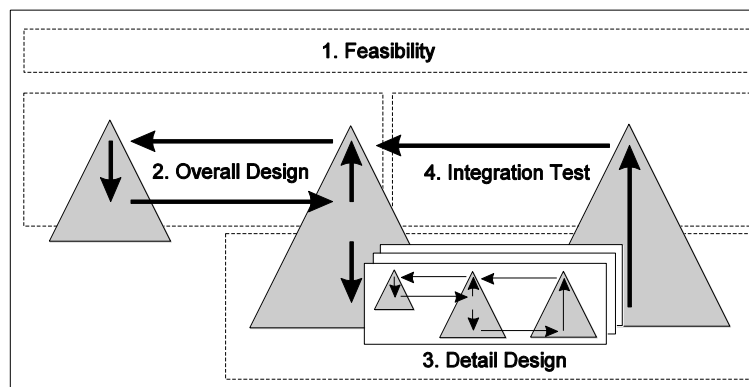 1. Feasibility
2. Overall Design
4. Integration Test
3. Detail Design